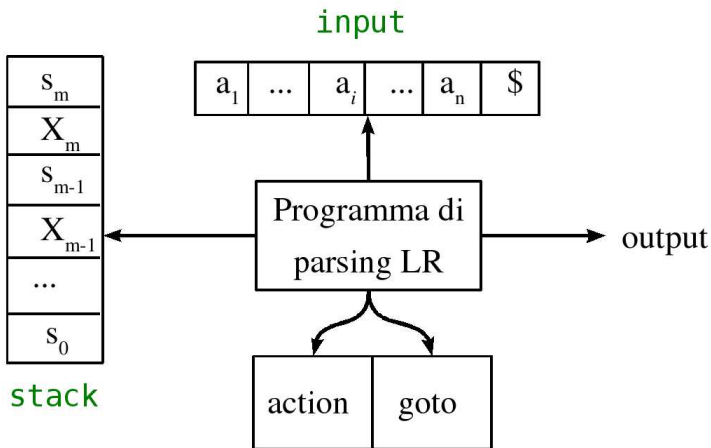 input
a₁ ... aᵢ ... aₙ $
sₘ
Xₘ
sₘ₋₁
Xₘ₋₁
...
s₀
stack
Programma di
parsing LR
output
action goto